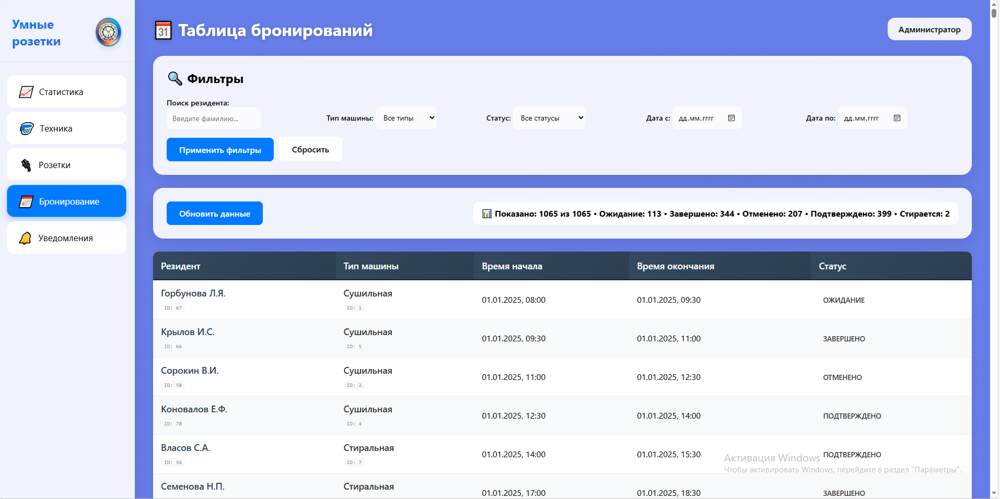 Умные
розетки
Статистика
Техника
Розетки
Бронирование
Уведомления
31 Таблица бронирований
Администратор
Фильтры
Поиск резидента:
Введите фамилию...
Тип машины: Все типы
Статус: Все статусы
Дата с: дд.мм.гггг
Дата по: дд.мм.гггг
Применить фильтры
Сбросить
Обновить данные
Показано: 1065 из 1065 • Ожидание: 113 • Завершено: 344 • Отменено: 207 • Подтверждено: 399 • Стирается: 2
Резидент Тип машины Время начала Время окончания Статус
Горбунова Л.Я. Сушильная
01.01.2025, 08:00 01.01.2025, 09:30 ОЖИДАНИЕ
ID: 67 ID: 1
Крылов И.С. Сушильная
01.01.2025, 09:30 01.01.2025, 11:00 ЗАВЕРШЕНО
ID: 66 ID: 5
Сорокин В.И. Сушильная
01.01.2025, 11:00 01.01.2025, 12:30 ОТМЕНЕНО
ID: 58 ID: 2
Коновалов Е.Ф. Сушильная
01.01.2025, 12:30 01.01.2025, 14:00 ПОДТВЕРЖДЕНО
ID: 70 ID: 4
Власов С.А. Стиральная
01.01.2025, 14:00 01.01.2025, 15:30 ПОДТВЕРЖДЕНО
ID: 56 ID: 7
Активация Windows
Чтобы активировать Windows, перейдите в раздел "Параметры".
Семенова Н.П. Стиральная
01.01.2025, 17:00 01.01.2025, 18:30 ЗАВЕРШЕНО